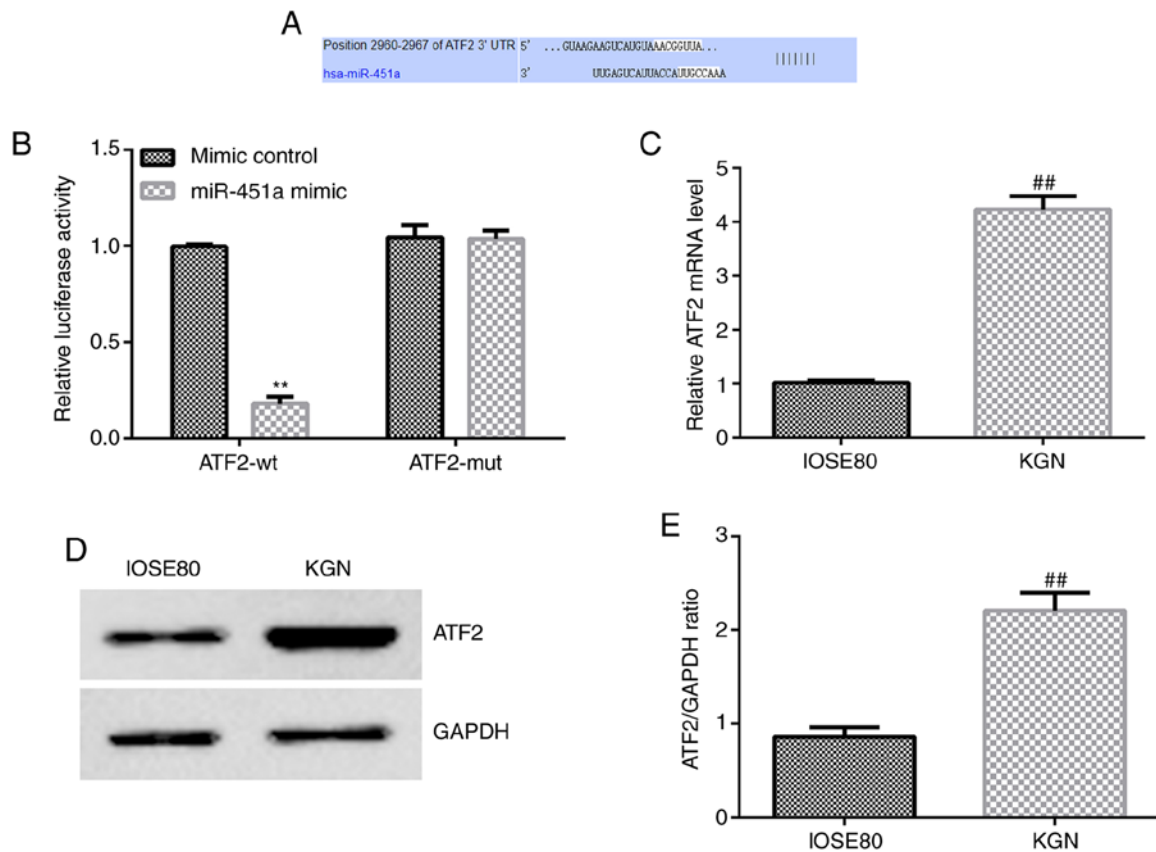 A
Position 2960-2967 of ATF2 3' UTR 5' ...GUAAGAAGUCAUGUAAACGGUUA...
hsa-miR-451a 3' UUGAGUCAUUACCAUUGCCAAA
B
Relative luciferase activity
1.5
1.0
0.5
0.0
Mimic control
miR-451a mimic
**
ATF2-wt ATF2-mut
C
Relative ATF2 mRNA level
5
4
3
2
1
0
##
IOSE80 KGN
D
IOSE80 KGN
ATF2
GAPDH
E
ATF2/GAPDH ratio
3
2
1
0
##
IOSE80 KGN